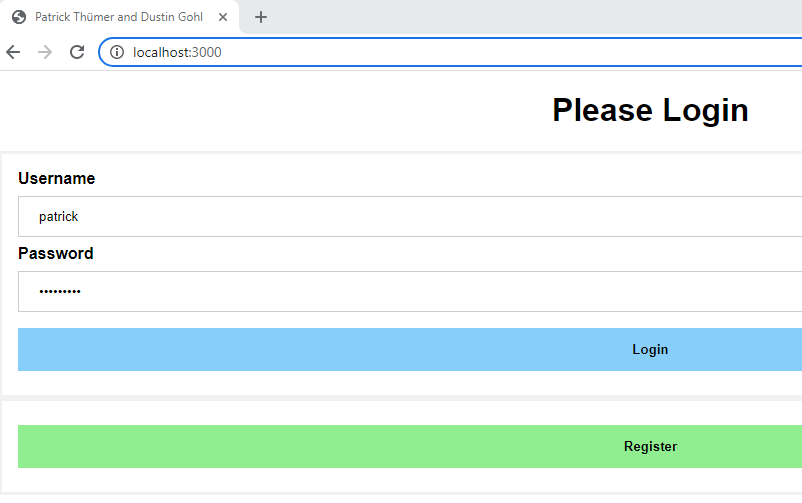 Patrick Thümer and Dustin Gohl
localhost:3000
Please Login
Username
patrick
Password
•••••••••
Login
Register